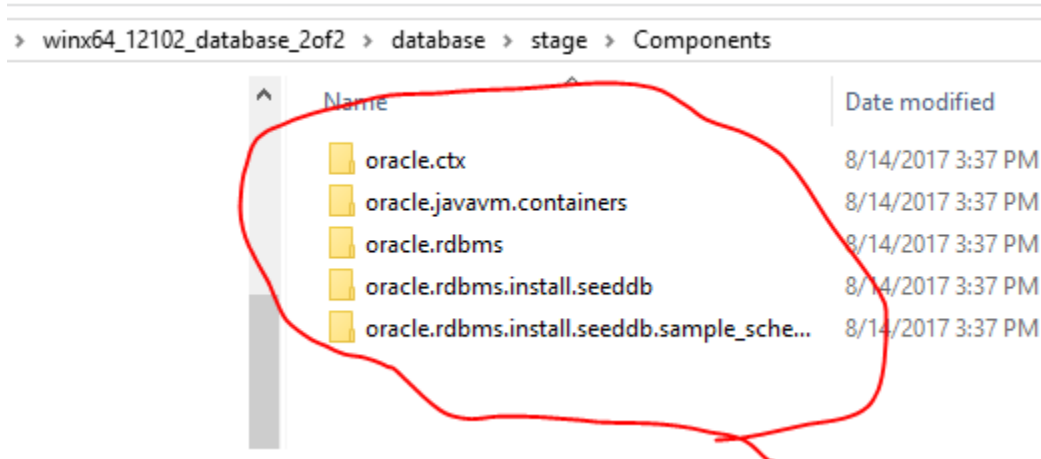 > winx64_12102_database_2of2 > database > stage > Components
Name Date modified
oracle.ctx 8/14/2017 3:37 PM
oracle.javavm.containers 8/14/2017 3:37 PM
oracle.rdbms 8/14/2017 3:37 PM
oracle.rdbms.install.seeddb 8/14/2017 3:37 PM
oracle.rdbms.install.seeddb.sample_sche... 8/14/2017 3:37 PM